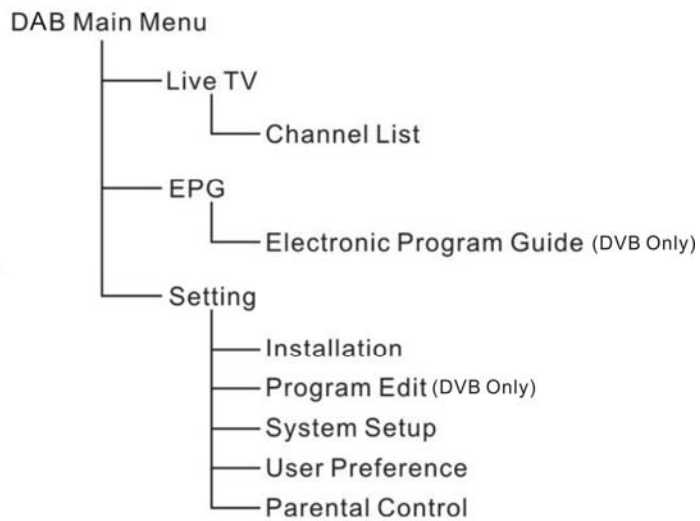 DAB Main Menu
Live TV
Channel List
EPG
Electronic Program Guide (DVB Only)
Setting
Installation
Program Edit (DVB Only)
System Setup
User Preference
Parental Control